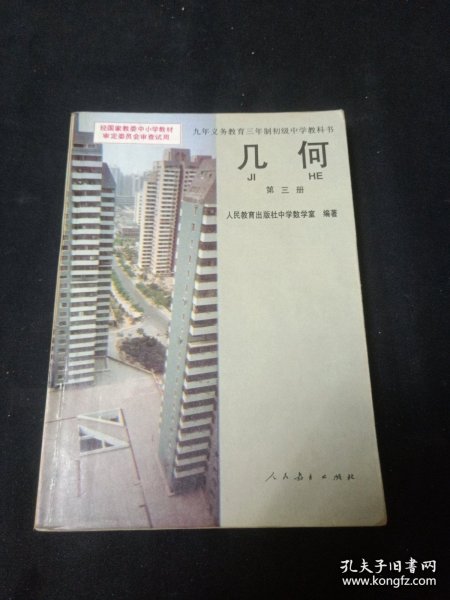 经国家教委中小学教材
审定委员会审查试用
九年义务教育三年制初级中学教科书
几何
JI HE
第三册
人民教育出版社中学数学室 编著
人民教育出版社
孔夫子旧书网
www.kongfz.com